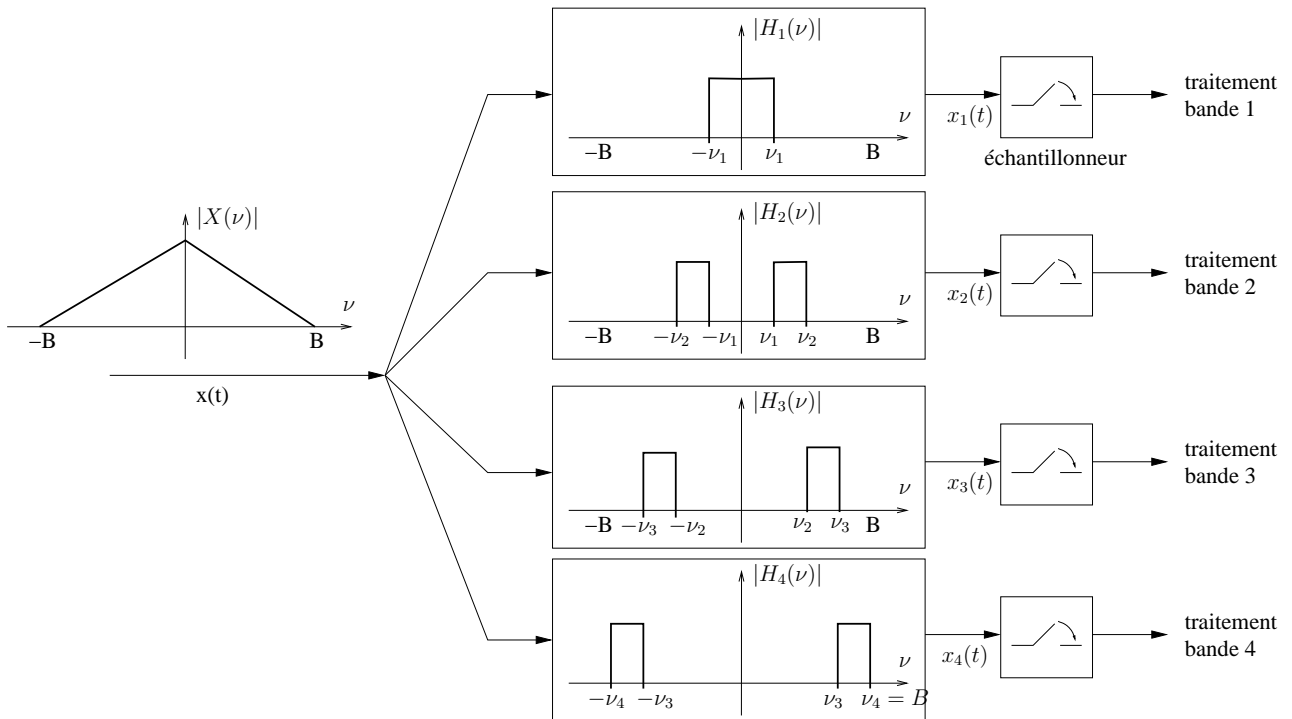 |H₁(ν)|
ν
−B
−ν₁
ν₁
B
x₁(t)
échantillonneur
traitement
bande 1
|X(ν)|
ν
−B
B
x(t)
|H₂(ν)|
ν
−B
−ν₂
−ν₁
ν₁
ν₂
B
x₂(t)
traitement
bande 2
|H₃(ν)|
ν
−B
−ν₃
−ν₂
ν₂
ν₃
B
x₃(t)
traitement
bande 3
|H₄(ν)|
ν
−ν₄
−ν₃
ν₃
ν₄ = B
x₄(t)
traitement
bande 4